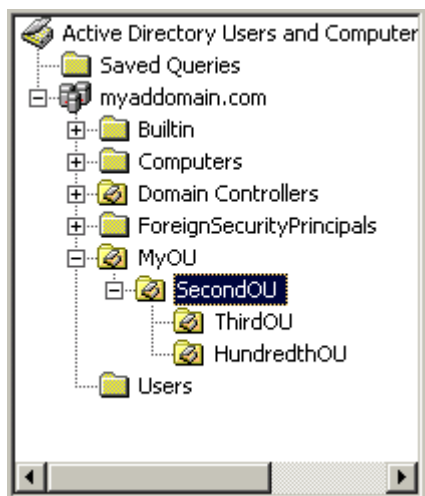 Active Directory Users and Computer
Saved Queries
myaddomain.com
Builtin
Computers
Domain Controllers
ForeignSecurityPrincipals
MyOU
SecondOU
ThirdOU
HundredthOU
Users